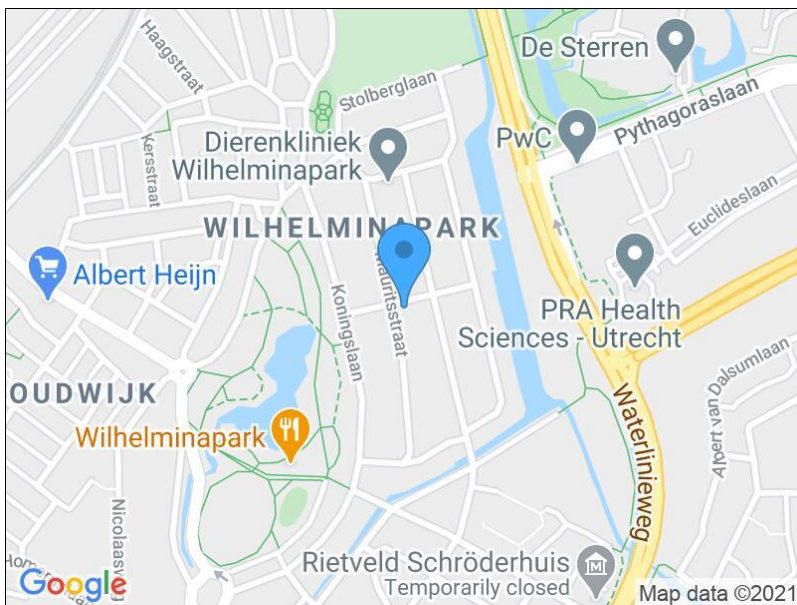 Haagstraat
De Sterren
Stolberglaan
Pythagoraslaan
Kersstraat
Dierenkliniek
Wilhelminapark
PwC
Euclideslaan
WILHELMINAPARK
Albert Heijn
Koningslaan
Mauritsstraat
PRA Health
Sciences - Utrecht
OUDWIJK
Wilhelminapark
Waterlinieweg
Albert van Dalsumlaan
Nicolaasw
Rietveld Schröderhuis
Temporarily closed
Google
Map data ©2021